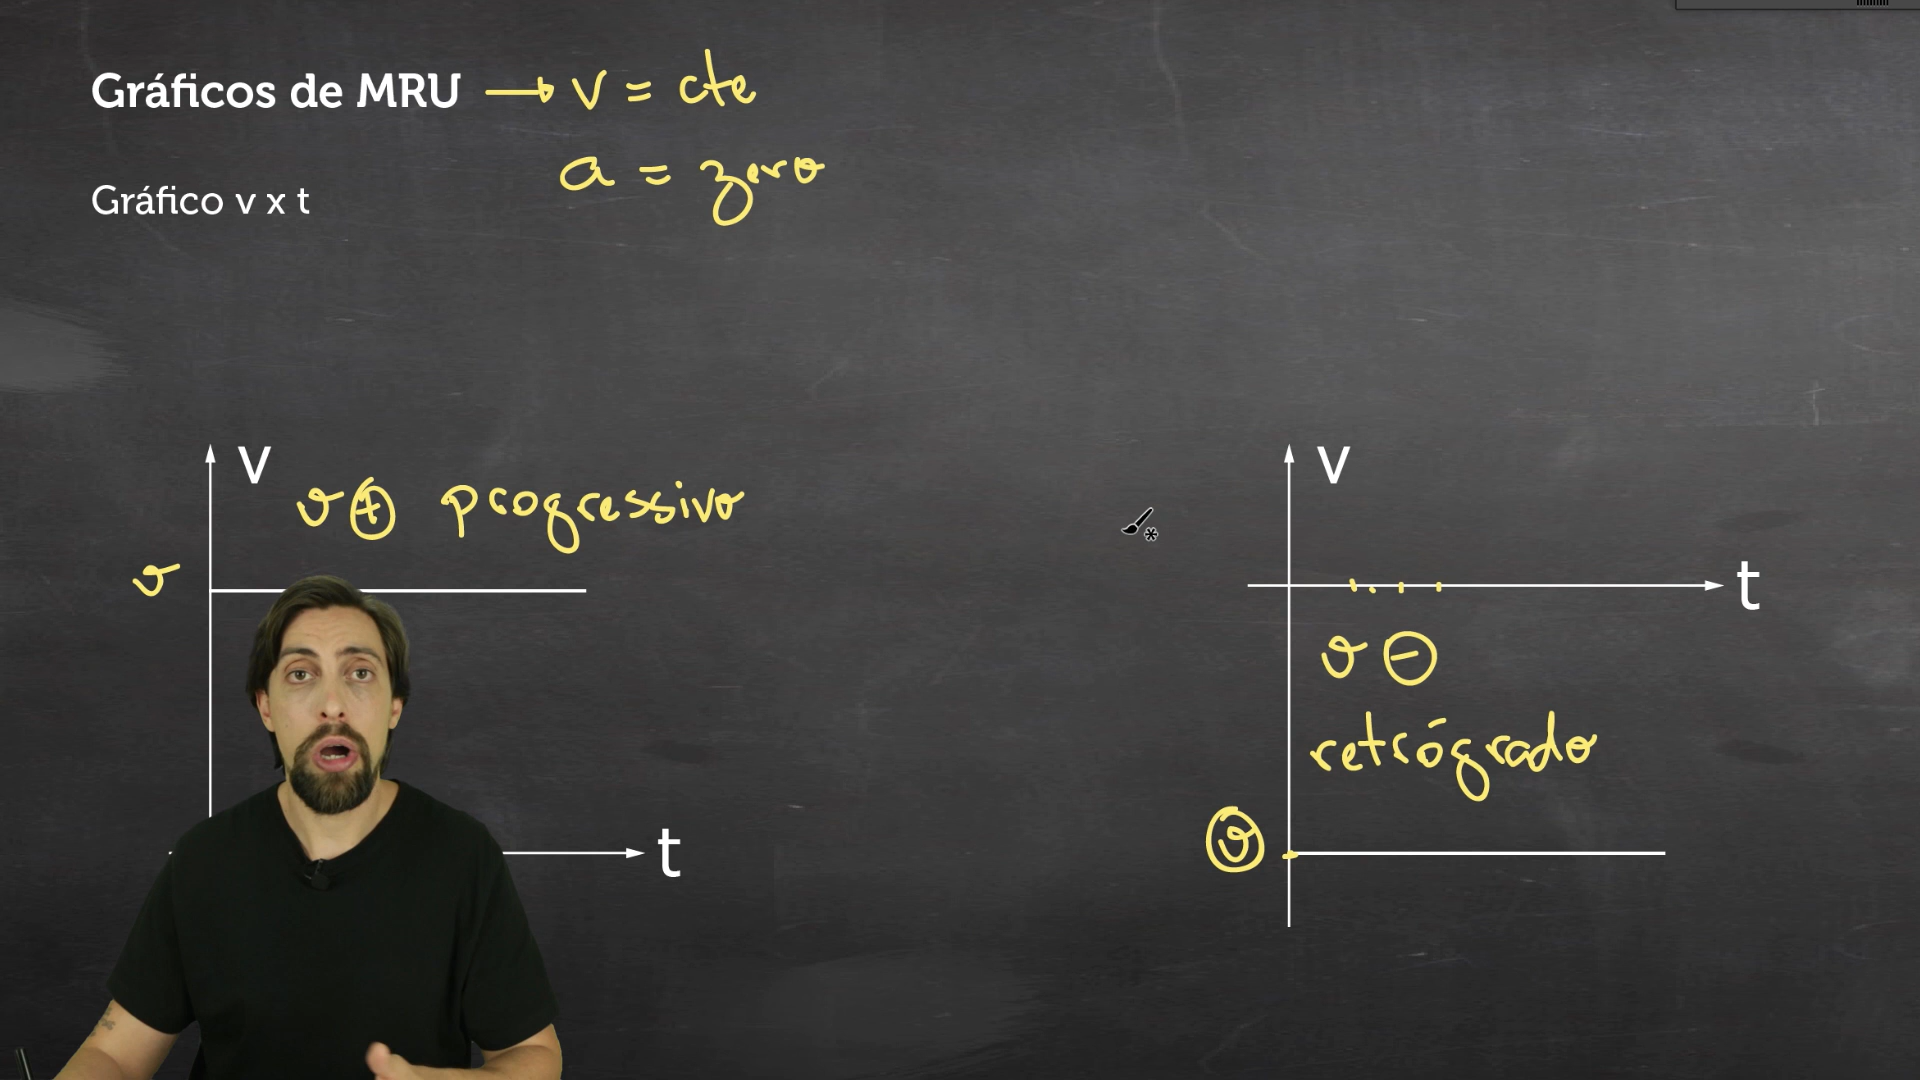 Gráficos de MRU → v = cte
a = zero
Gráfico v x t
v
v ⊕ progressivo
v
t
v
t
v ⊖
retrógrado
v